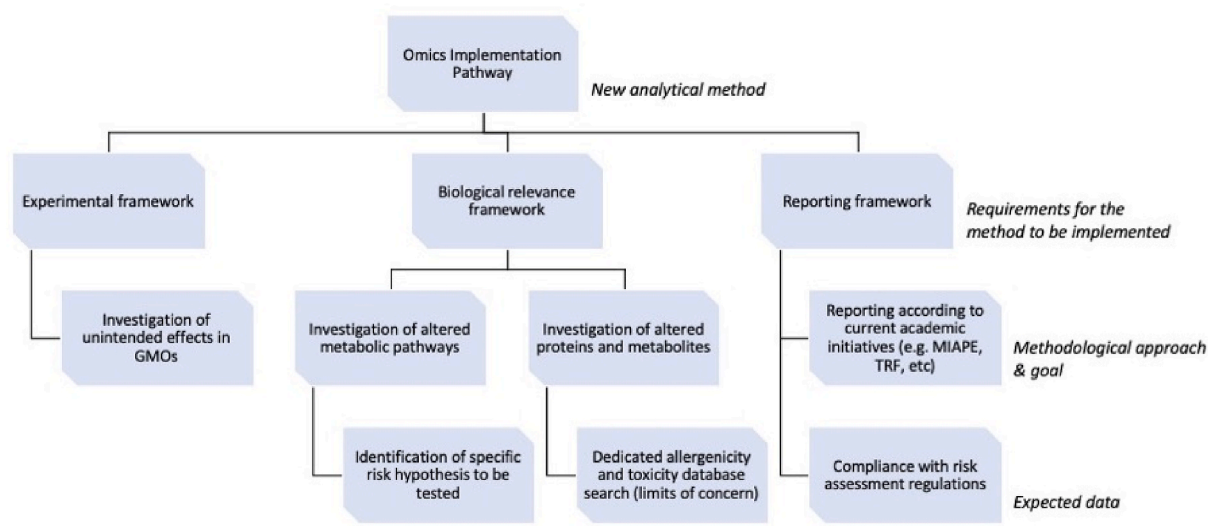 Omics Implementation
Pathway
New analytical method
Experimental framework
Biological relevance
framework
Reporting framework
Requirements for the
method to be implemented
Investigation of
unintended effects in
GMOs
Investigation of altered
metabolic pathways
Investigation of altered
proteins and metabolites
Reporting according to
current academic
initiatives (e.g. MIAPE,
TRF, etc)
Methodological approach
& goal
Identification of specific
risk hypothesis to be
tested
Dedicated allergenicity
and toxicity database
search (limits of concern)
Compliance with risk
assessment regulations
Expected data